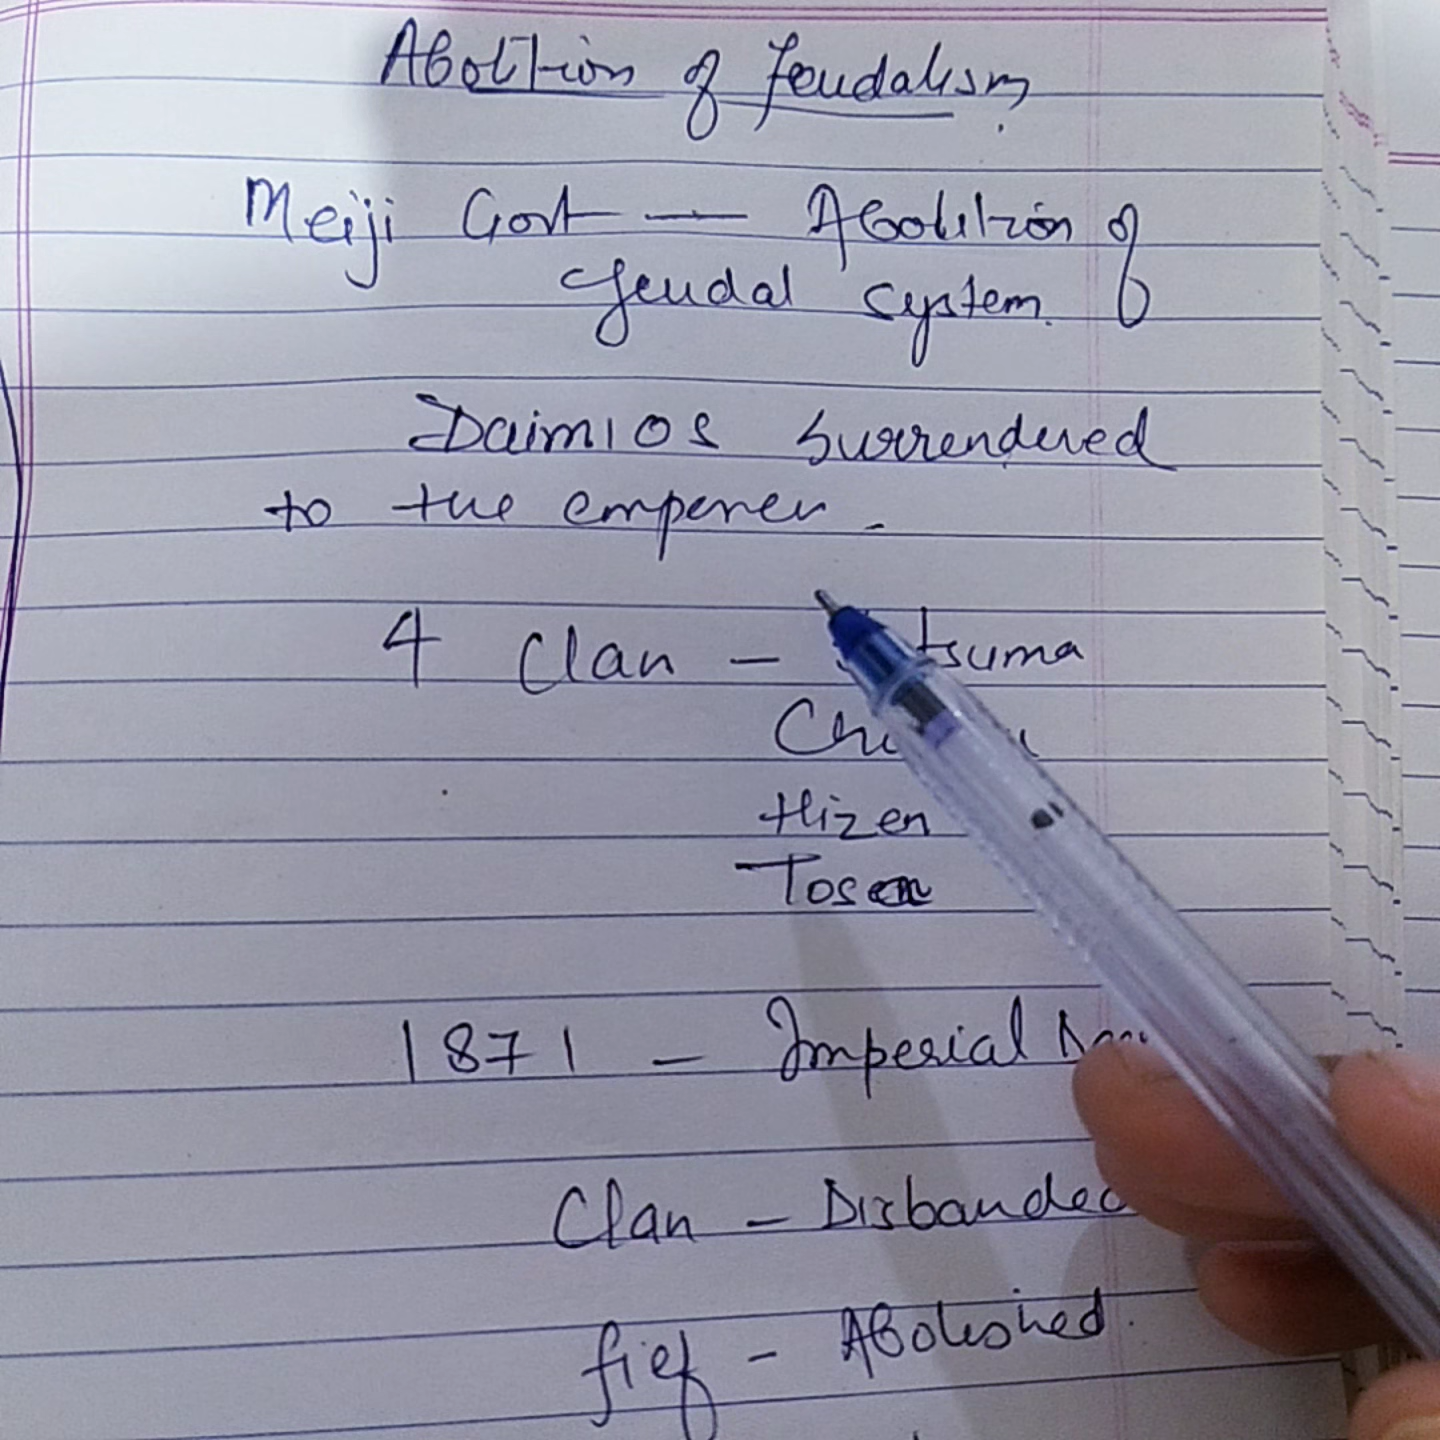 Abolition of feudalism
Meiji Govt — Abolition of
feudal system.
Daimios surrendered
to the emperer.
4 Clan - tsuma
Hizen
Tosa
1871 - Imperial
Clan - Disbanded
fief - Abolished.